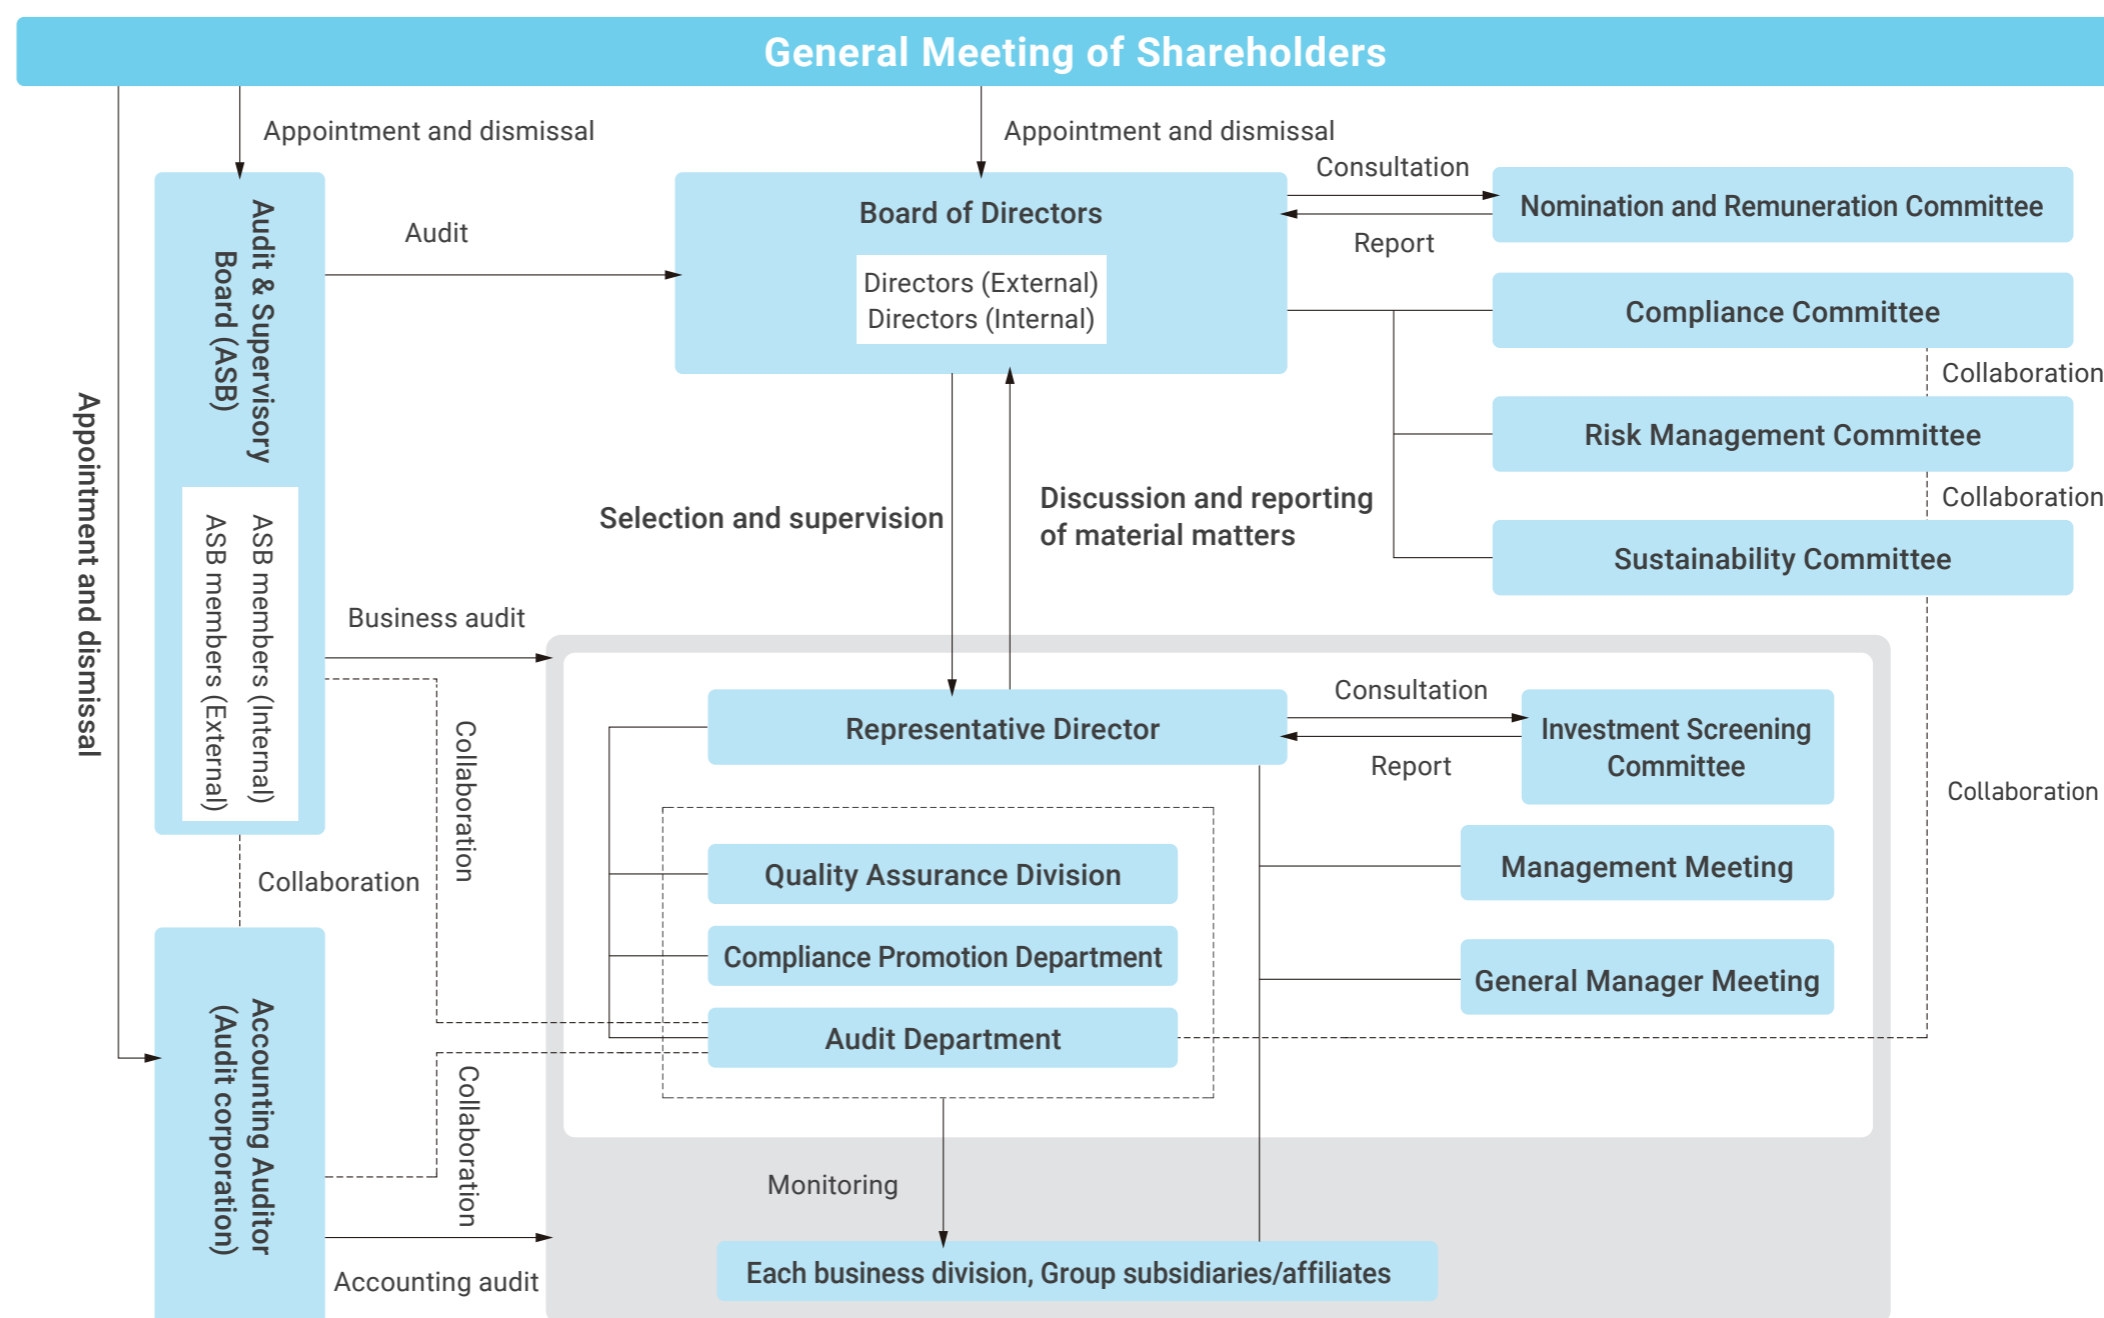 General Meeting of Shareholders
Appointment and dismissal
Appointment and dismissal
Appointment and dismissal
Audit & Supervisory
Board (ASB)
ASB members (Internal)
ASB members (External)
Audit
Board of Directors
Directors (External)
Directors (Internal)
Consultation
Report
Nomination and Remuneration Committee
Compliance Committee
Collaboration
Risk Management Committee
Collaboration
Sustainability Committee
Collaboration
Selection and supervision
Discussion and reporting
of material matters
Business audit
Collaboration
Collaboration
Representative Director
Consultation
Report
Investment Screening
Committee
Management Meeting
General Manager Meeting
Quality Assurance Division
Compliance Promotion Department
Audit Department
Accounting Auditor
(Audit corporation)
Collaboration
Accounting audit
Monitoring
Each business division, Group subsidiaries/affiliates